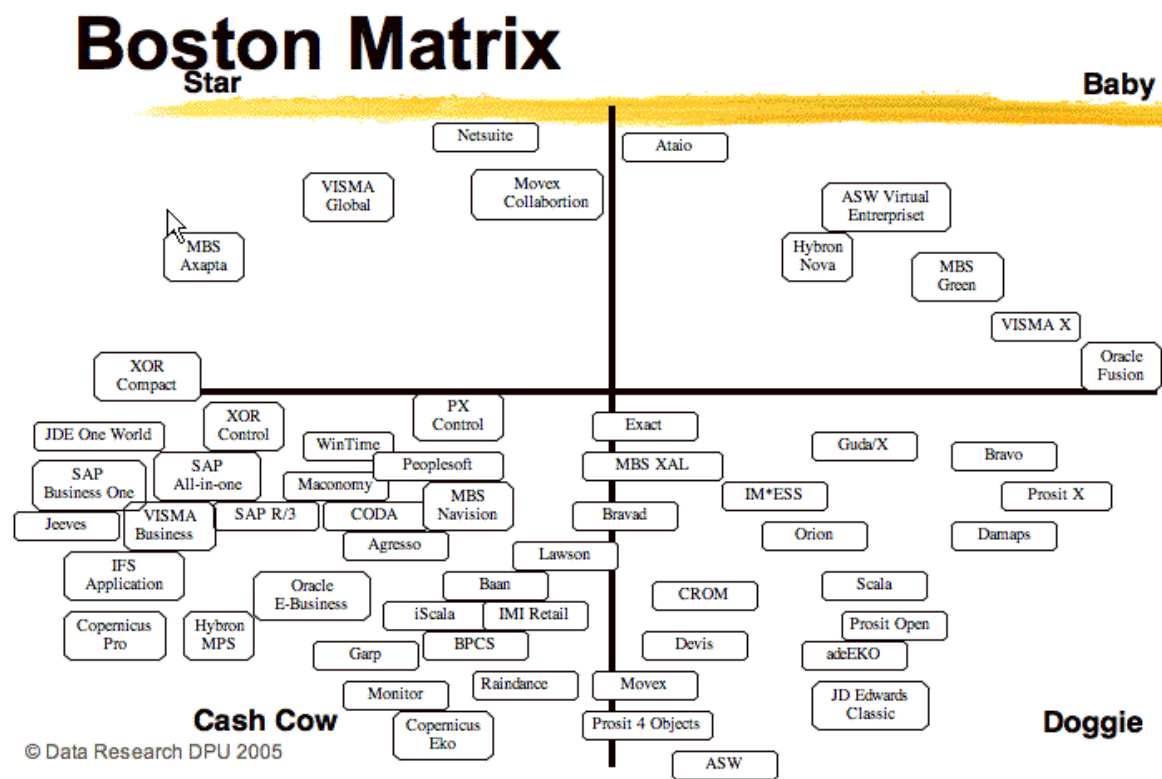 Boston Matrix
Star
Baby
Netsuite
Ataio
VISMA
Global
Movex
Collabortion
ASW Virtual
Entrerpriset
MBS
Axapta
Hybron
Nova
MBS
Green
VISMA X
XOR
Compact
Oracle
Fusion
PX
Control
XOR
Control
JDE One World
WinTime
Exact
Guda/X
Bravo
SAP
Business One
SAP
All-in-one
Peoplesoft
MBS XAL
Maconomy
MBS
Navision
IM*ESS
Prosit X
Jeeves
VISMA
Business
SAP R/3
CODA
Bravad
Agresso
Orion
Damaps
Lawson
IFS
Application
Oracle
E-Business
Baan
CROM
Scala
iScala
IMI Retail
Copernicus
Pro
Hybron
MPS
Prosit Open
Garp
BPCS
Devis
adeEKO
Monitor
Raindance
Movex
JD Edwards
Classic
Cash Cow
Copernicus
Eko
Prosit 4 Objects
Doggie
© Data Research DPU 2005
ASW